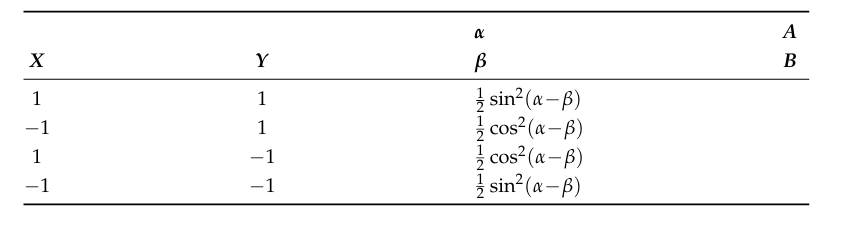 α A
X Y β B
1 1 ½ sin²(α−β)
−1 1 ½ cos²(α−β)
1 −1 ½ cos²(α−β)
−1 −1 ½ sin²(α−β)